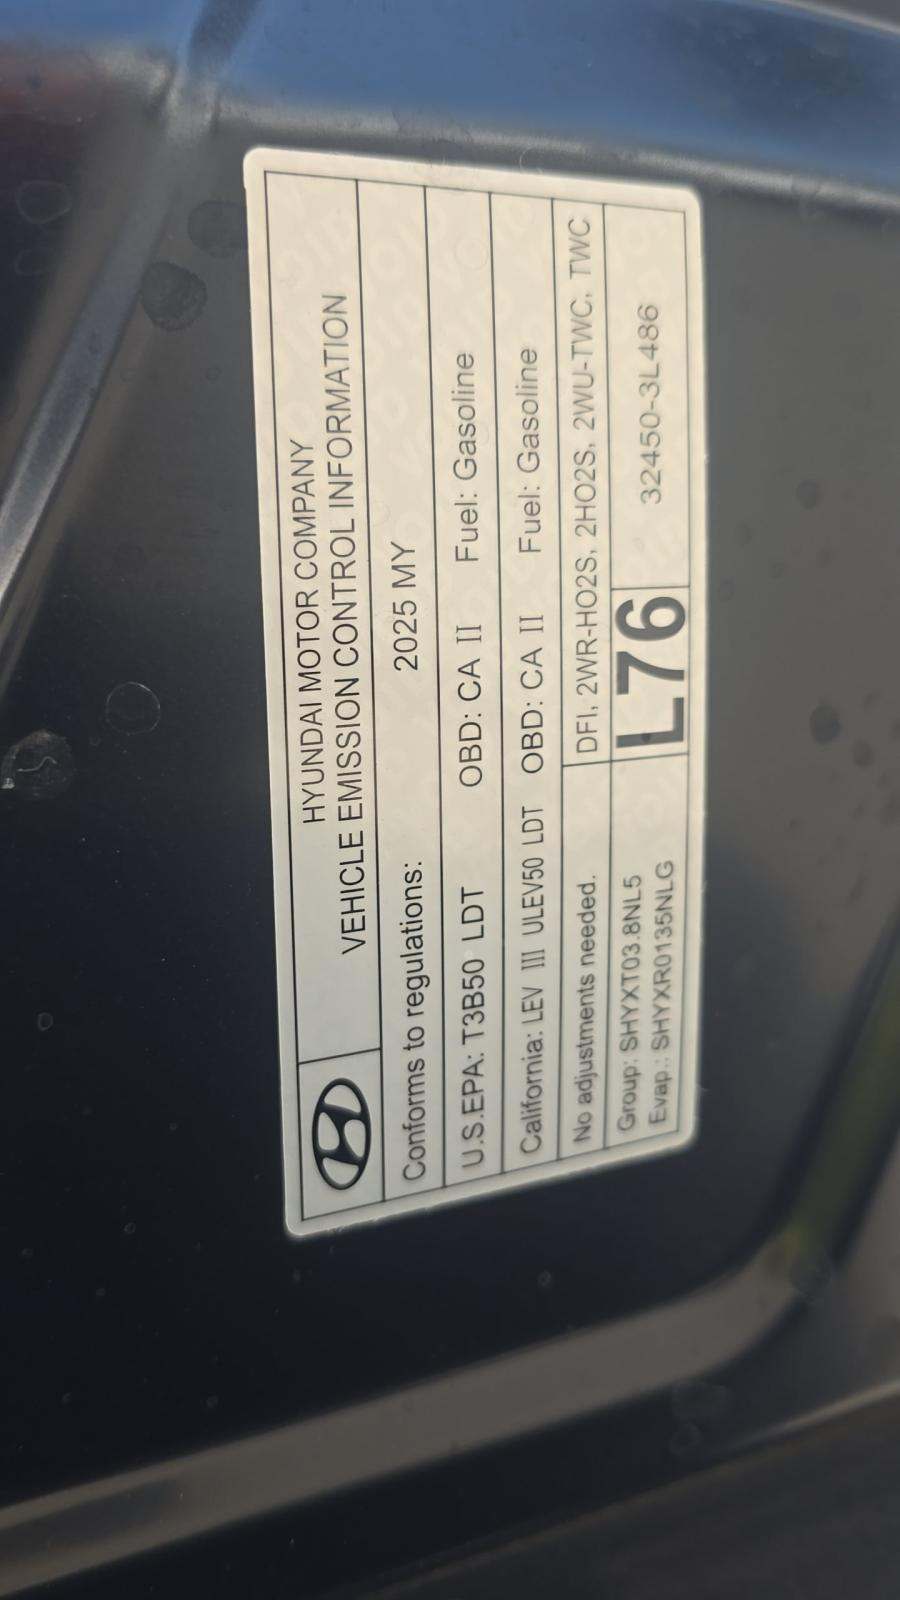 HYUNDAI MOTOR COMPANY
VEHICLE EMISSION CONTROL INFORMATION
Conforms to regulations: 2025 MY
U.S.EPA: T3B50 LDT OBD: CA II Fuel: Gasoline
California: LEV III ULEV50 LDT OBD: CA II Fuel: Gasoline
No adjustments needed. DFI, 2WR-HO2S, 2HO2S, 2WU-TWC, TWC
Group: SHYXT03.8NL5
Evap.: SHYXR0135NLG
L76
32450-3L486